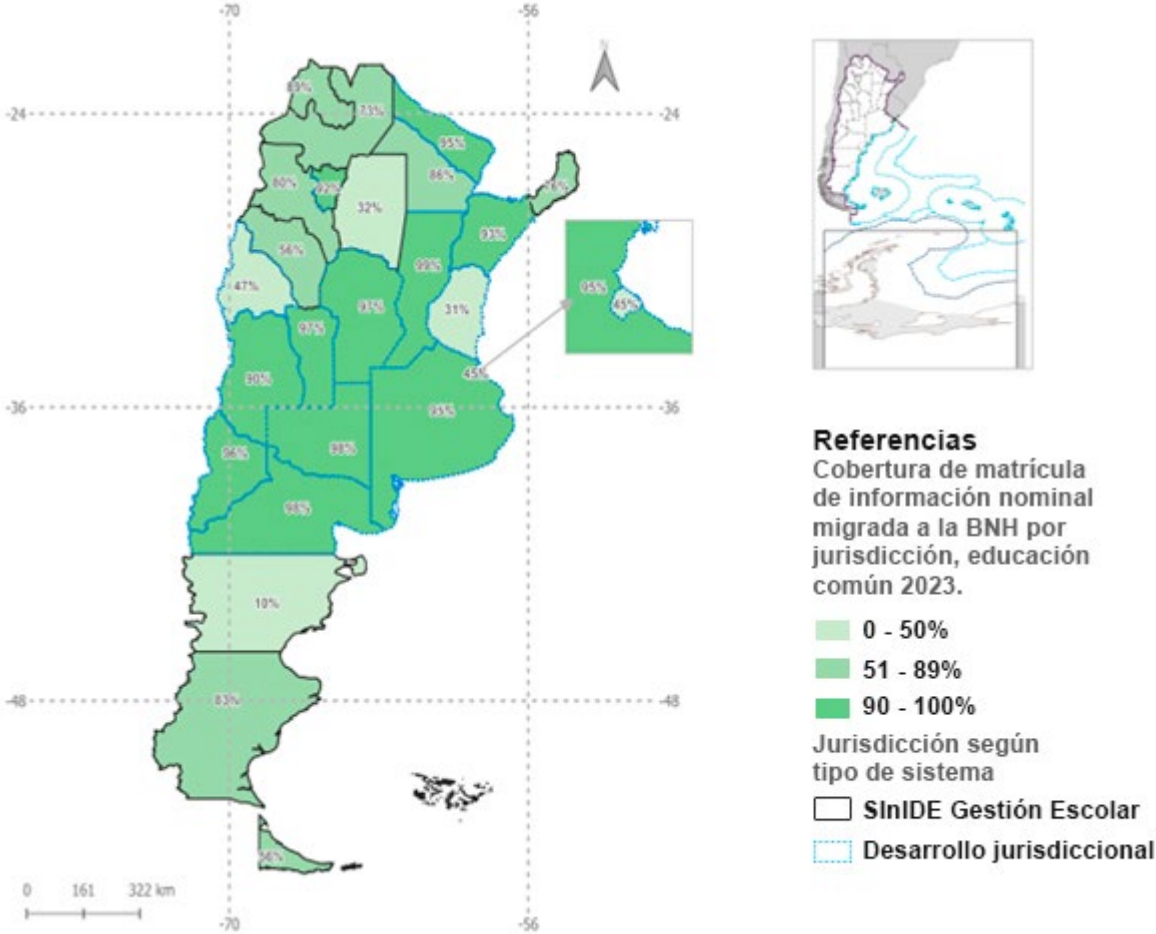 -70
-56
N
-24
-24
73%
95%
86%
80%
92%
32%
93%
56%
99%
47%
95%
45%
31%
97%
97%
45%
90%
-36
-36
95%
98%
98%
10%
-48
83%
-48
56%
0 161 322 km
-70
-56
Referencias
Cobertura de matrícula
de información nominal
migrada a la BNH por
jurisdicción, educación
común 2023.
0 - 50%
51 - 89%
90 - 100%
Jurisdicción según
tipo de sistema
SInIDE Gestión Escolar
Desarrollo jurisdiccional